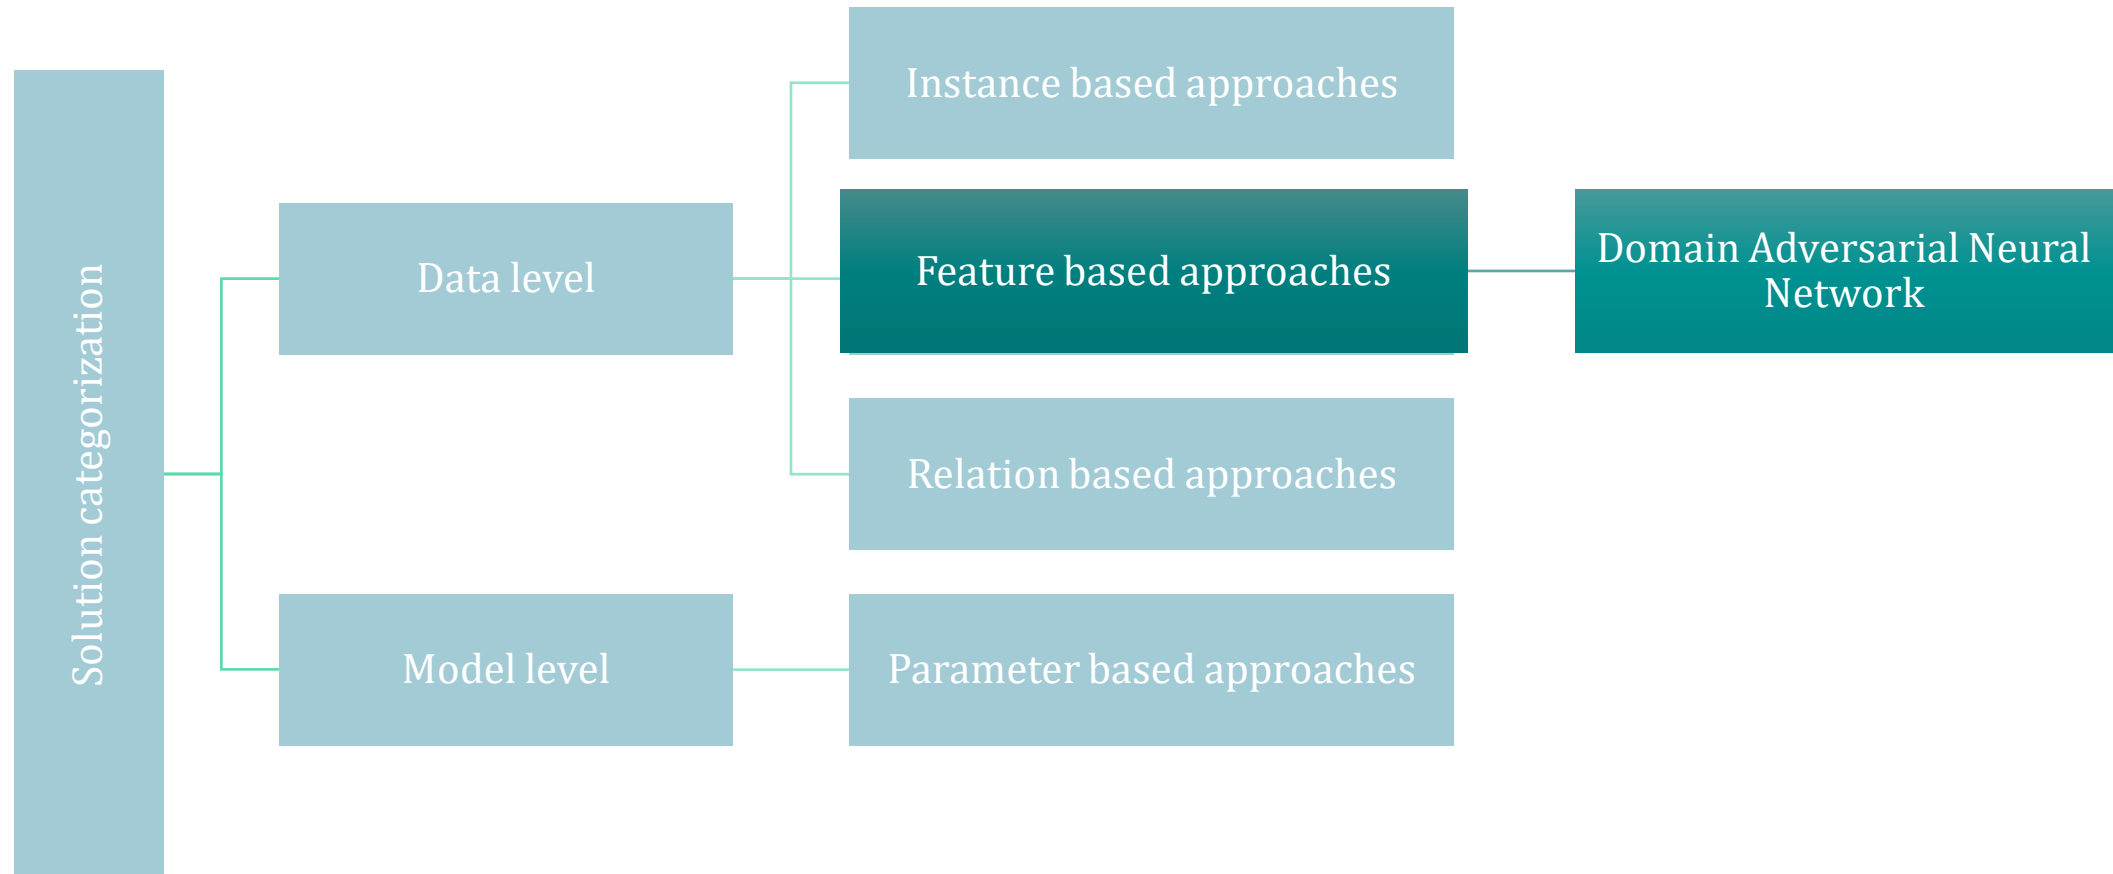 Solution categorization
Data level
Instance based approaches
Feature based approaches
Domain Adversarial Neural
Network
Relation based approaches
Model level
Parameter based approaches